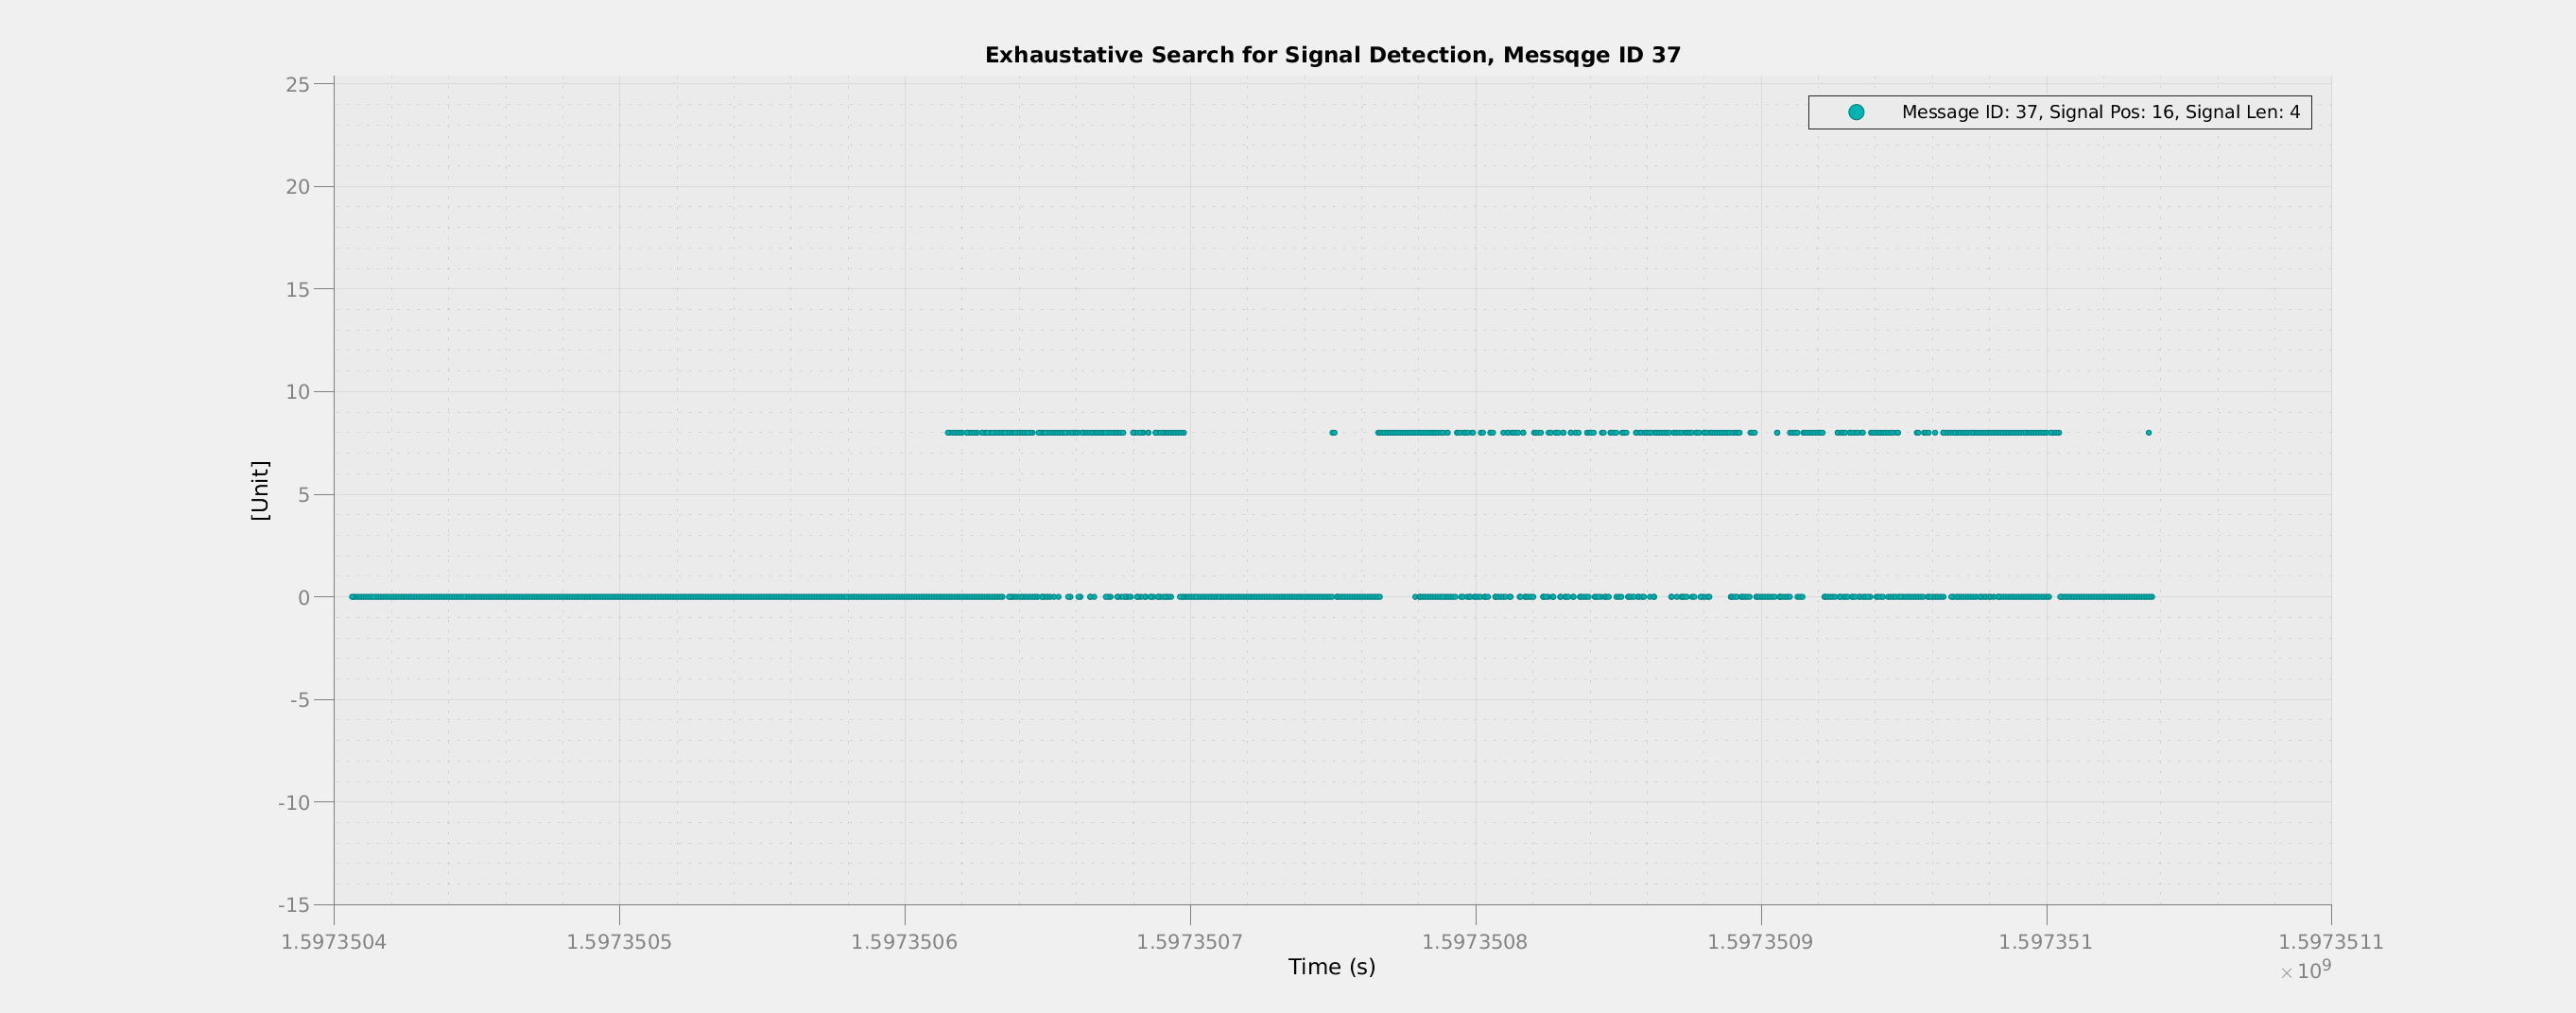 Exhaustative Search for Signal Detection, Messqge ID 37
Message ID: 37, Signal Pos: 16, Signal Len: 4
25
20
15
10
5
0
-5
-10
-15
[Unit]
1.5973504 1.5973505 1.5973506 1.5973507 1.5973508 1.5973509 1.597351 1.5973511
Time (s)
× 10⁹